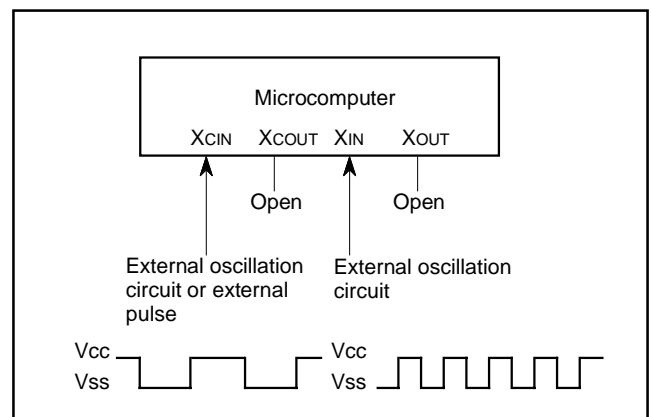 Microcomputer
XCIN XCOUT XIN XOUT
Open Open
External oscillation
circuit or external
pulse
External oscillation
circuit
Vcc Vcc
Vss Vss